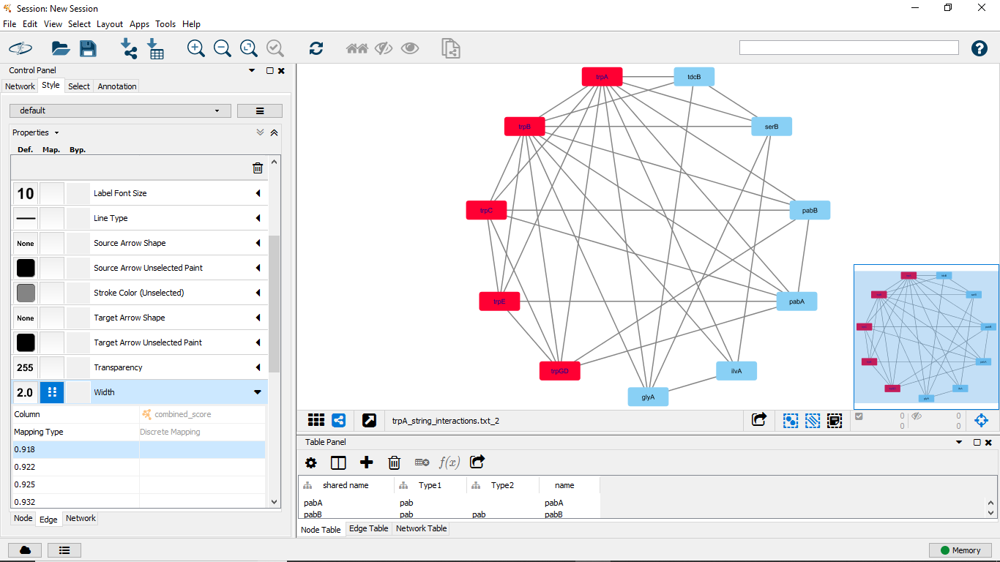 Session: New Session
File Edit View Select Layout Apps Tools Help
Control Panel
Network Style Select Annotation
default
Properties
Def. Map. Byp.
10 Label Font Size
Line Type
None Source Arrow Shape
Source Arrow Unselected Paint
Stroke Color (Unselected)
None Target Arrow Shape
Target Arrow Unselected Paint
255 Transparency
2.0 Width
Column combined_score
Mapping Type Discrete Mapping
0.918
0.922
0.925
0.932
Node Edge Network
trpA
tdcB
trpB
serB
trpC
pabB
trpE
pabA
trpGD
ilvA
glyA
trpA_string_interactions.txt_2
0 0
0 0
Table Panel
f(x)
shared name Type1 Type2 name
pabA pab pabA
pabB pab pab pabB
Node Table Edge Table Network Table
Memory